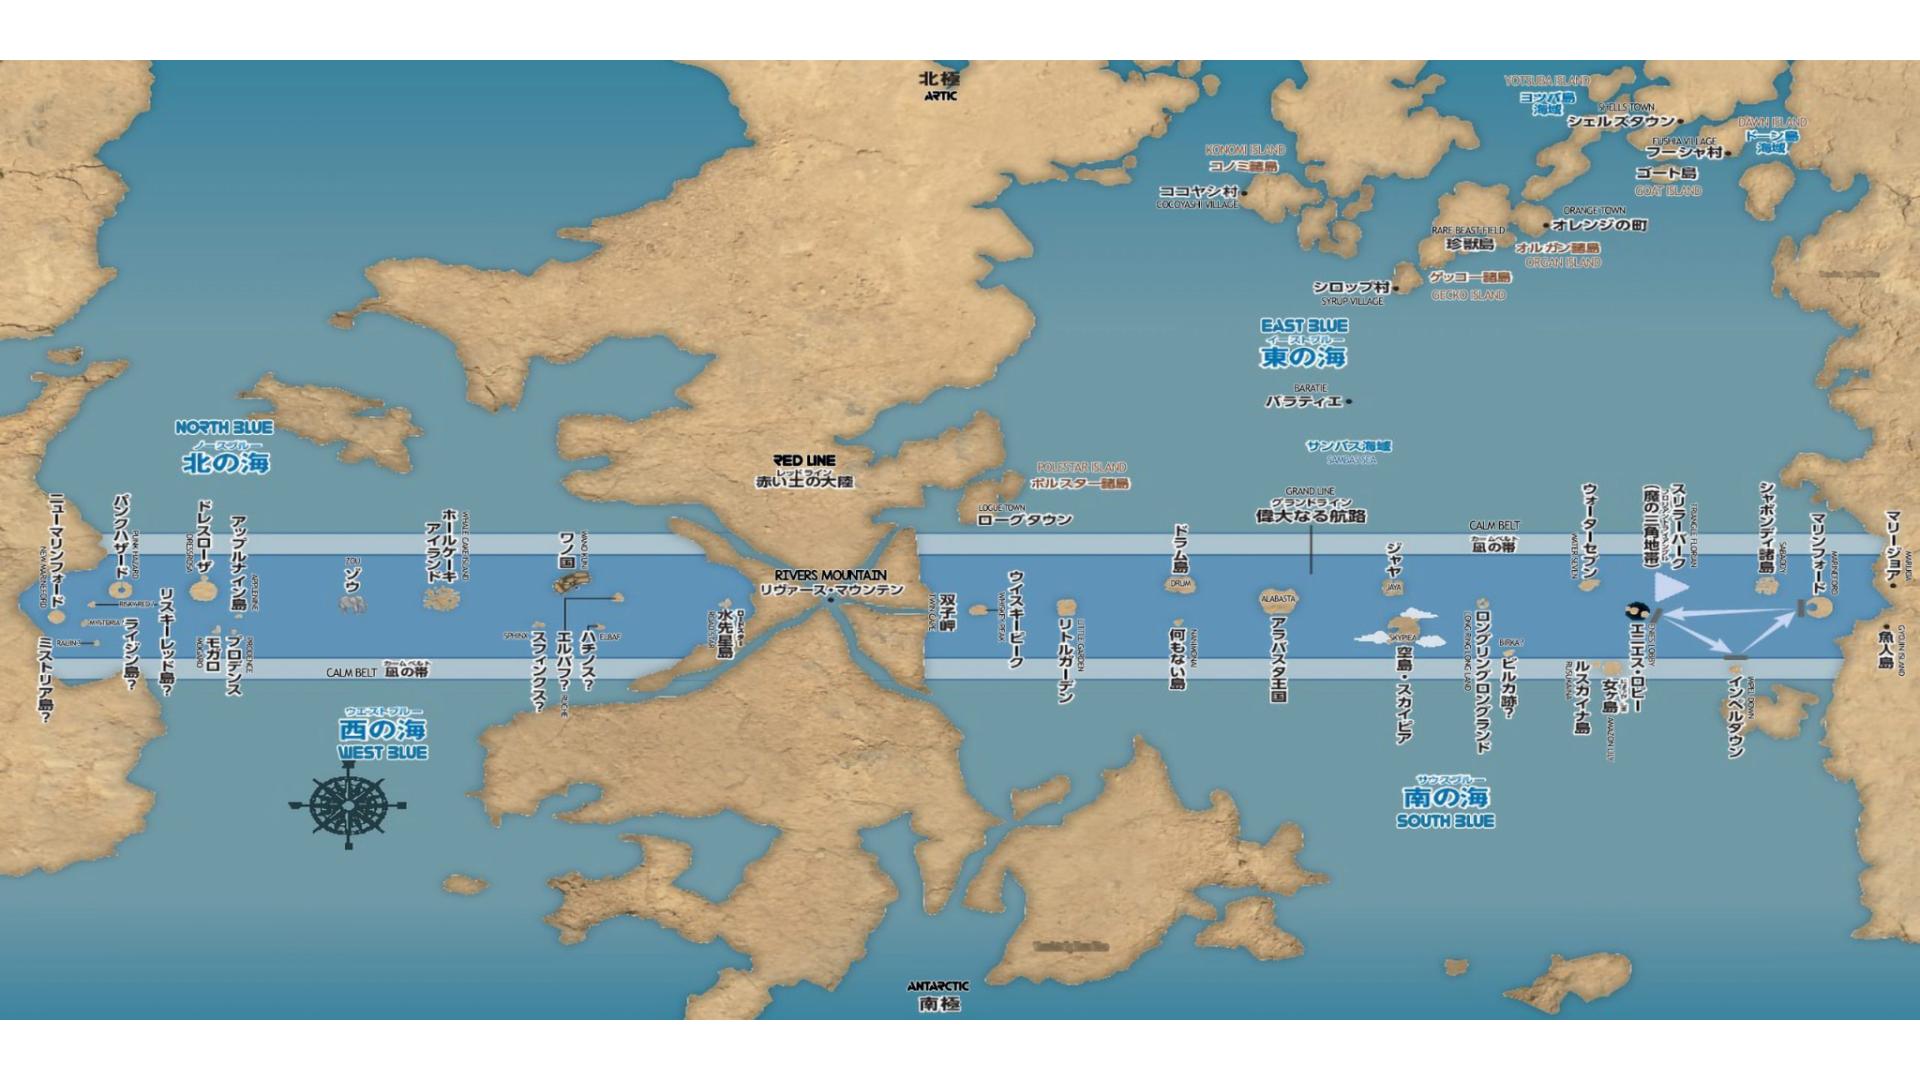 北極
ARTIC
YOTSUBA ISLAND
ヨツバ島
海域
SHELLS TOWN
シェルズタウン
DAWN ISLAND
ドーン島
海域
FUSHIA VILLAGE
フーシャ村
ゴート島
GOAT ISLAND
KONOMI ISLAND
コノミ諸島
ココヤシ村
COCOYASHI VILLAGE
ORANGE TOWN
オレンジの町
RARE BEAST FIELD
珍獣島
オルガン諸島
ORGAN ISLAND
ゲッコー諸島
GECKO ISLAND
シロップ村
SYRUP VILLAGE
EAST BLUE
イーストブルー
東の海
BARATIE
バラティエ
サンバス海域
SAMBAS SEA
NORTH BLUE
ノースブルー
北の海
RED LINE
レッドライン
赤い土の大陸
POLESTAR ISLAND
ポルスター諸島
LOGUE TOWN
ローグタウン
GRAND LINE
グランドライン
偉大なる航路
CALM BELT
カームベルト
凪の帯
ニューマリンフォード
NEW MARINEFORD
パンクハザード
PUNK HAZARD
ドレスローザ
DRESSROSA
アップルナイン島
APPLENINE
ZOU
ゾウ
ホールケーキ
アイランド
WHALE CAKE ISLAND
ワノ国
WANO KUNI
RIVERS MOUNTAIN
リヴァース・マウンテン
RISKY RED
MYSTERIA
RAIJIN
ミストリア島?
ライジン島?
リスキーレッド島?
モガロ
MOGARO
プロデンス
PRODENCE
SPHINX
スフィンクス?
エルバフ?
ハチノス?
ELBAF
水先星島
双子岬
TWIN CAPE
ウイスキーピーク
WHISKEY PEAK
リトルガーデン
LITTLE GARDEN
ドラム島
DRUM
何もない島
NANIMONAI
ALABASTA
アラバスタ王国
ジャヤ
JAYA
SKYPIEA
空島・スカイピア
ロングリングロングランド
LONG RING LONG LAND
BIRKA
ビルカ跡?
ウォーターセブン
WATER SEVEN
ルスカイナ島
RUSUKAINA
女ヶ島
AMAZON LILY
エニエス・ロビー
ENIES LOBBY
スリラーバーク
(魔の三角地帯)
TRIANGLE FLORIAN
シャボンディ諸島
SABAODY
マリンフォード
MARINEFORD
インペルダウン
IMPEL DOWN
マリージョア
MARIJOA
魚人島
GYOJIN ISLAND
CALM BELT
カームベルト
凪の帯
ウエストブルー
西の海
WEST BLUE
サウスブルー
南の海
SOUTH BLUE
ANTARCTIC
南極